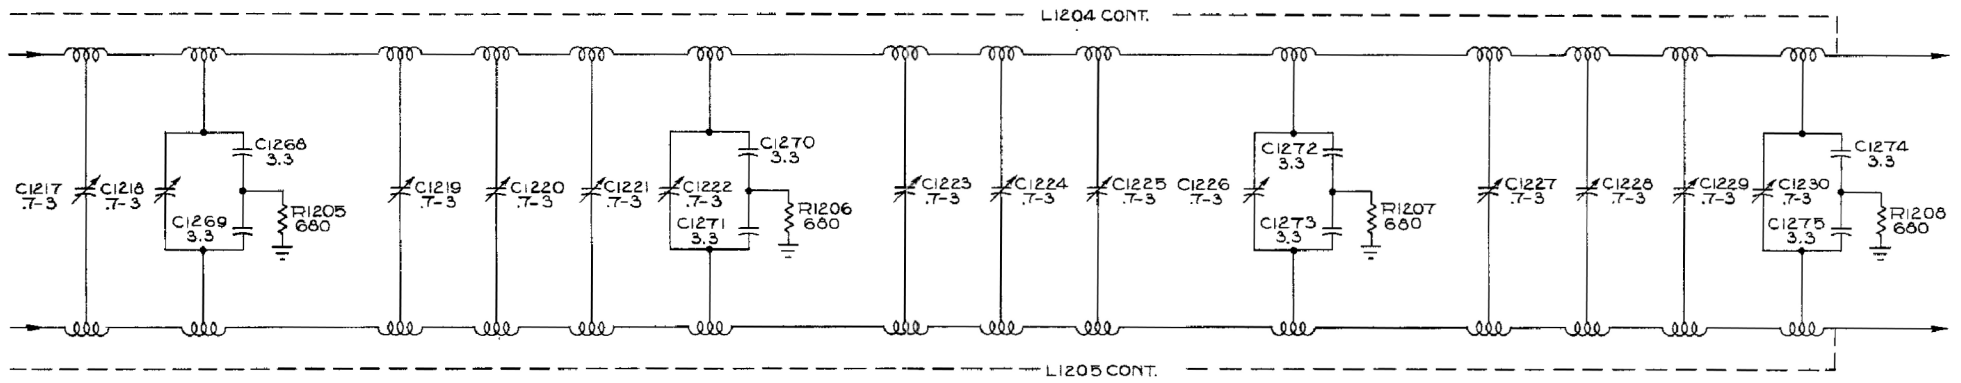 L1204 CONT.
C1268
3.3
C1217
.7-3
C1218
.7-3
C1269
3.3
R1205
680
C1219
.7-3
C1220
.7-3
C1221
.7-3
C1270
3.3
C1222
.7-3
C1271
3.3
R1206
680
C1223
.7-3
C1224
.7-3
C1225
.7-3
C1226
.7-3
C1272
3.3
C1273
3.3
R1207
680
C1227
.7-3
C1228
.7-3
C1229
.7-3
C1230
.7-3
C1274
3.3
C1275
3.3
R1208
680
L1205 CONT.